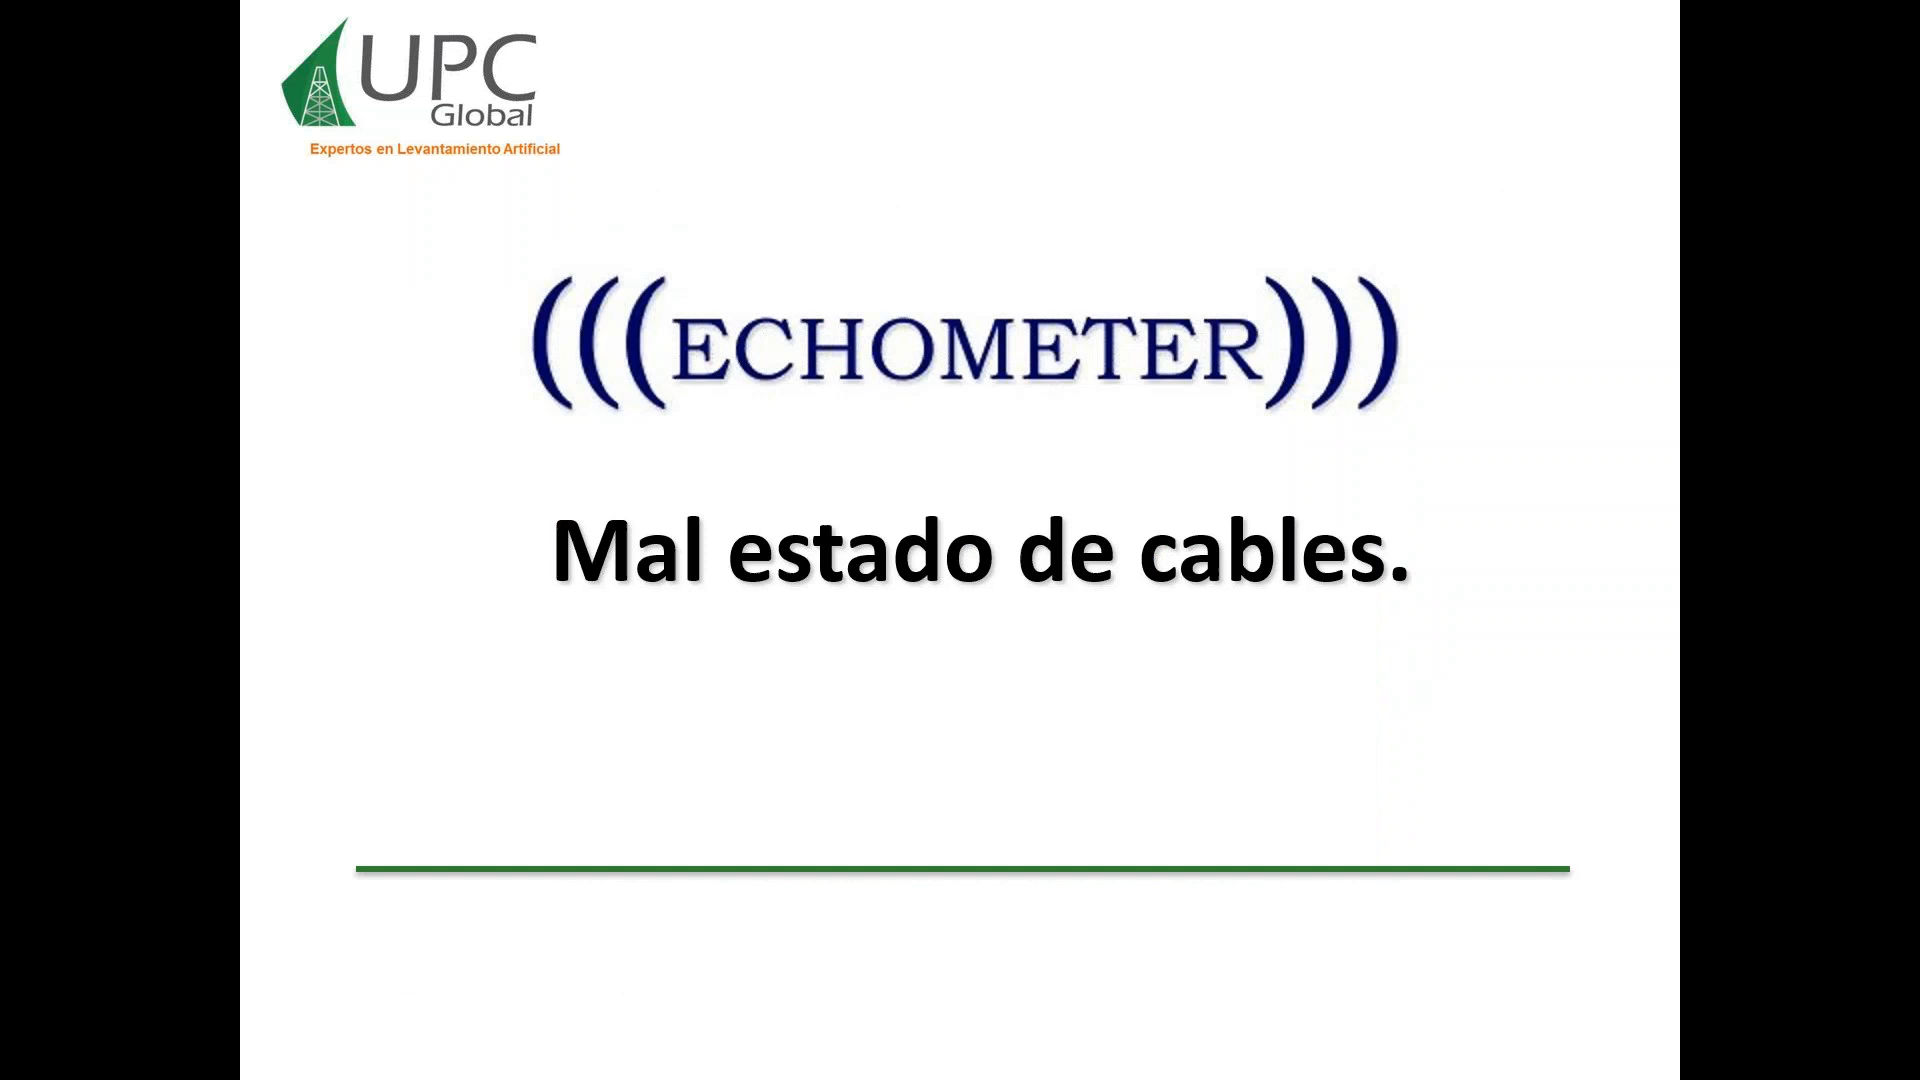 UPC
Global
Expertos en Levantamiento Artificial
(((ECHOMETER)))
Mal estado de cables.